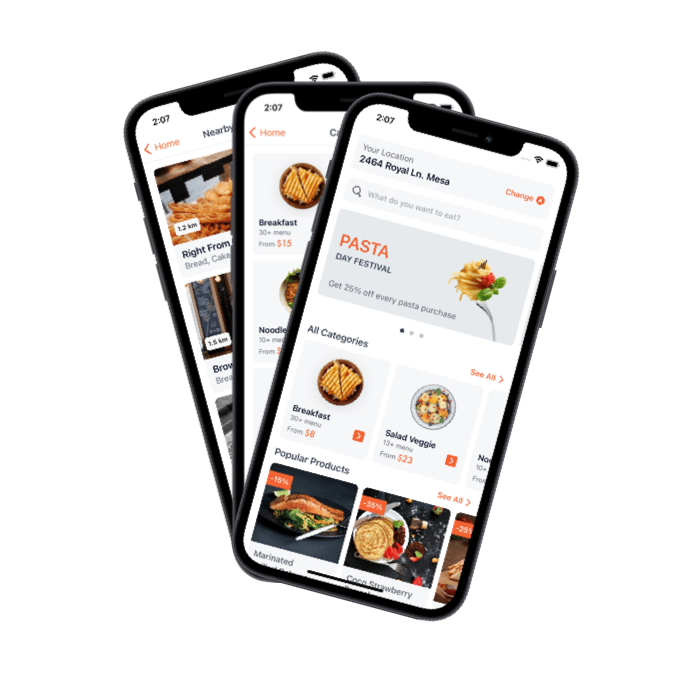 2:07
Home
Nearby
1.2 km
Right From
Bread, Cake
1.5 km
Brow
Brea
2:07
Home
Ca
Breakfast
30+ menu
From $15
Noodle
10+ me
From $
2:07
Your Location
2464 Royal Ln. Mesa
Change
What do you want to eat?
PASTA
DAY FESTIVAL
Get 25% off every pasta purchase
All Categories
See All
Breakfast
30+ menu
From $8
Salad Veggie
13+ menu
From $23
Noo
10+
From
Popular Products
See All
-15%
Marinated
-35%
Coco Strawberry
-25%